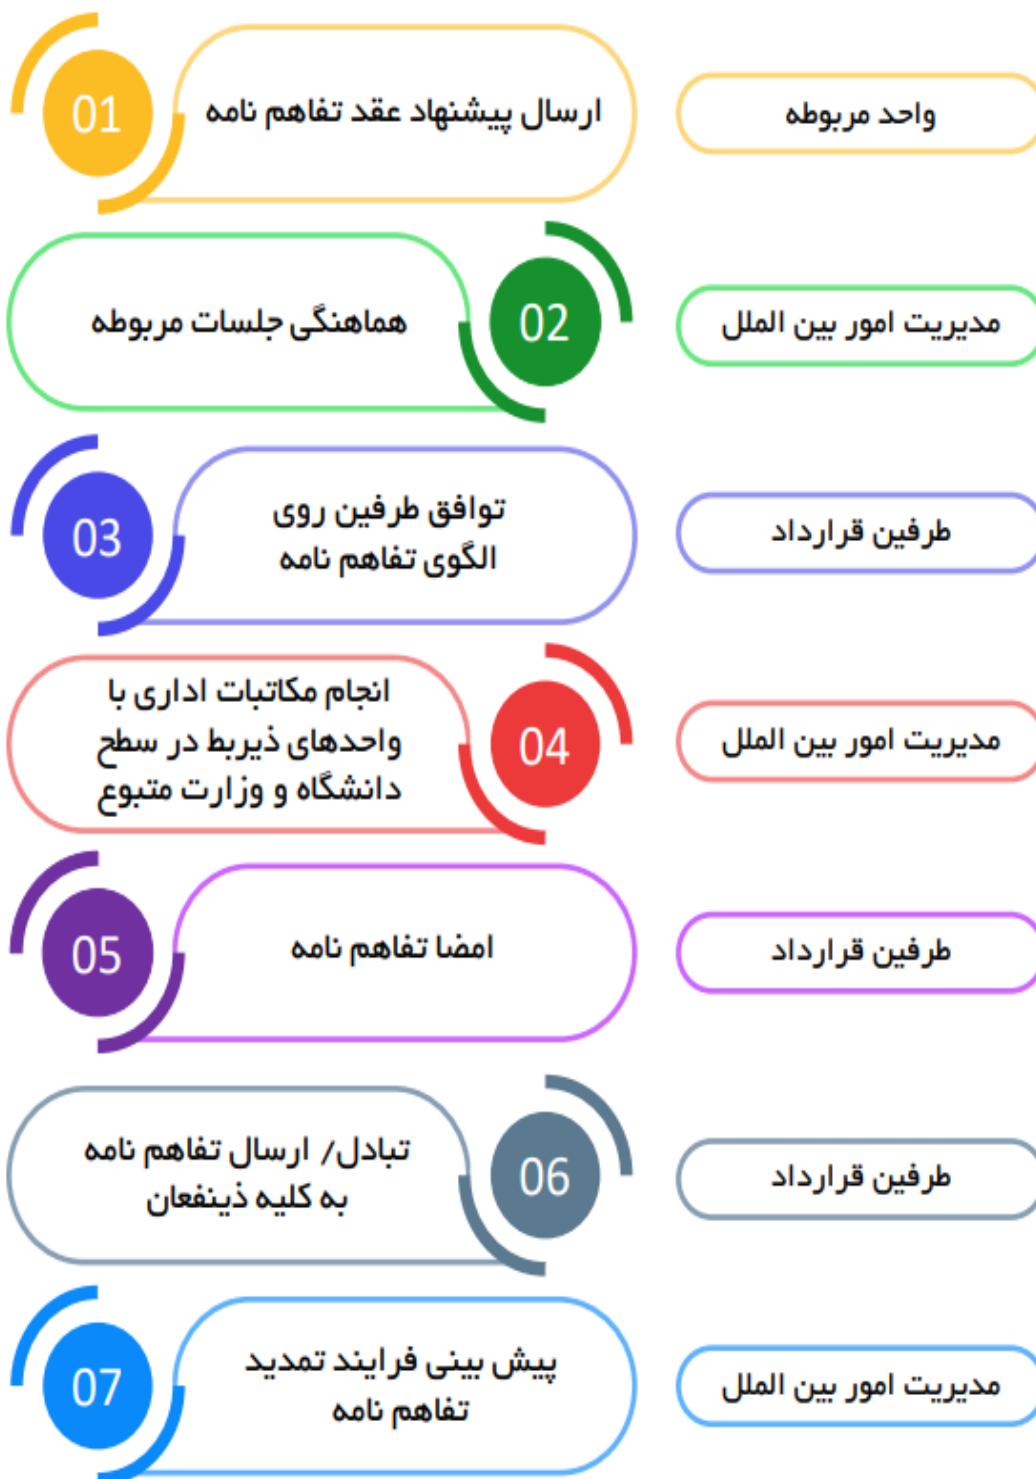 واحد مربوطه
ارسال پیشنهاد عقد تفاهم نامه
01
مدیریت امور بین الملل
02
هماهنگی جلسات مربوطه
طرفین قرارداد
توافق طرفین روی
الگوی تفاهم نامه
03
مدیریت امور بین الملل
04
انجام مکاتبات اداری با
واحدهای ذیربط در سطح
دانشگاه و وزارت متبوع
طرفین قرارداد
امضا تفاهم نامه
05
طرفین قرارداد
06
تبادل/ ارسال تفاهم نامه
به کلیه ذینفعان
مدیریت امور بین الملل
پیش بینی فرایند تمدید
تفاهم نامه
07